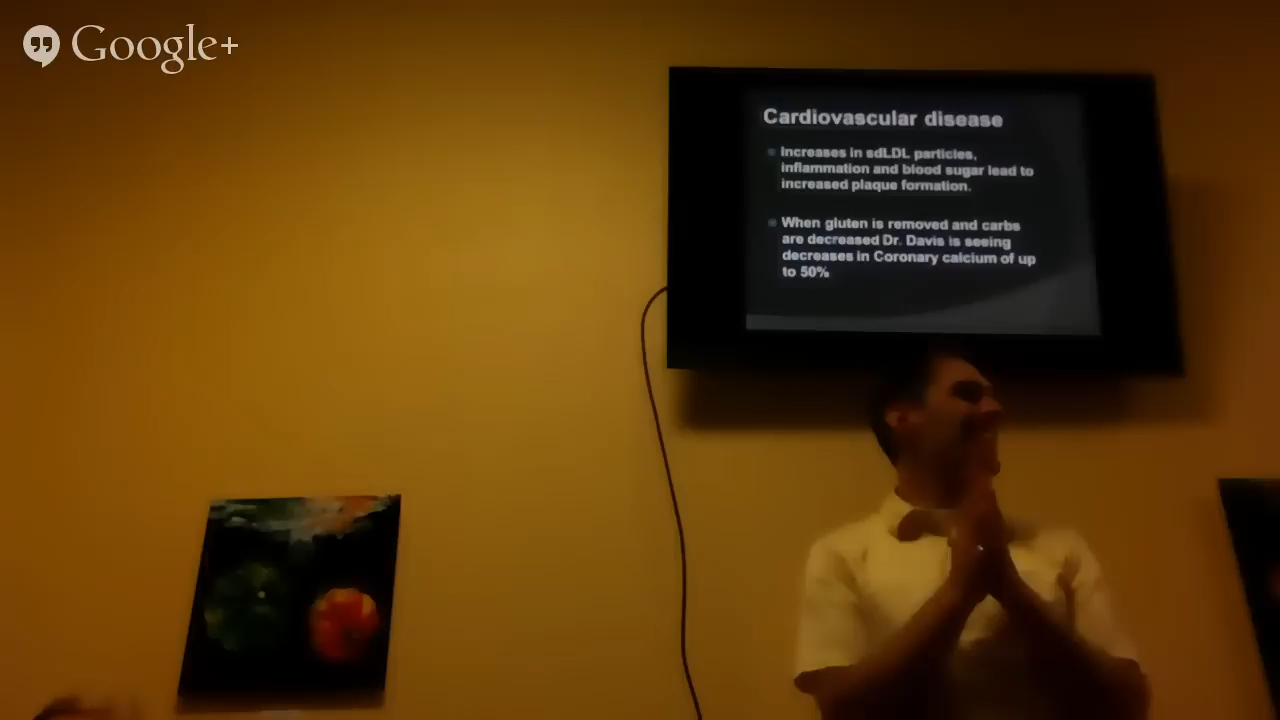 Google+
Cardiovascular disease
Increases in sdLDL particles,
inflammation and blood sugar lead to
increased plaque formation.
When gluten is removed and carbs
are decreased Dr. Davis is seeing
decreases in Coronary calcium of up
to 50%